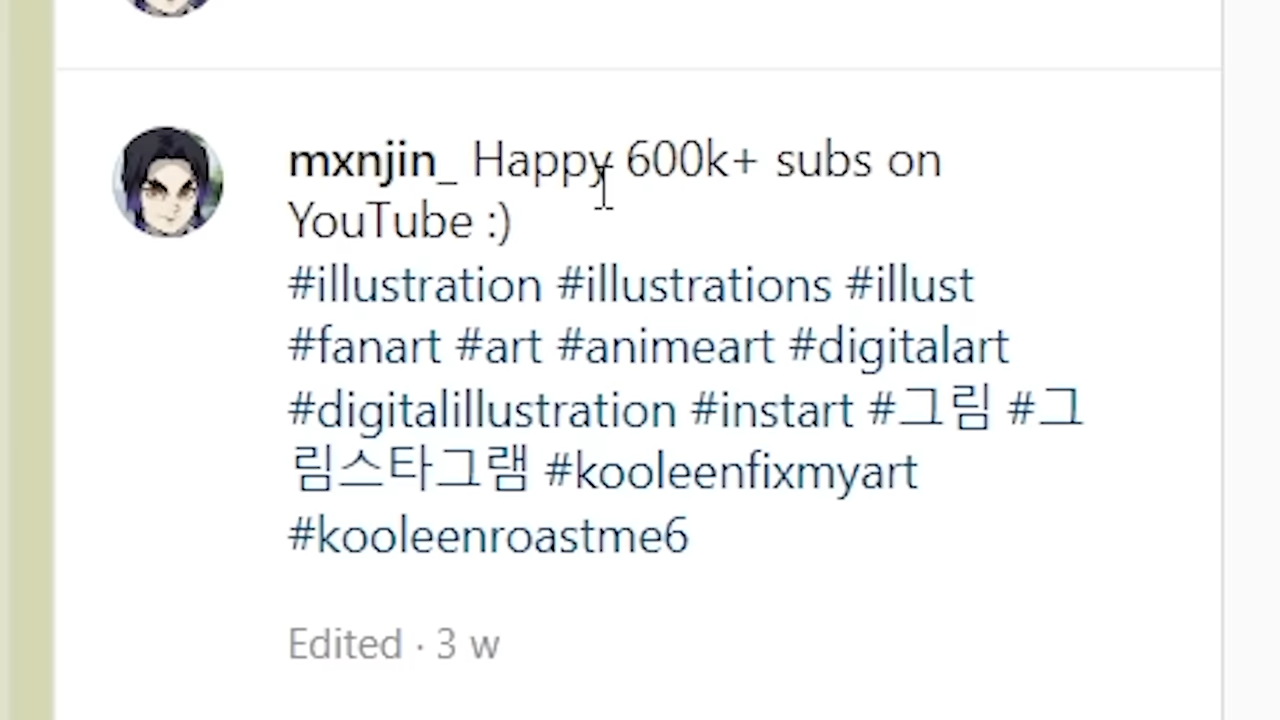 mxnjin_ Happy 600k+ subs on
YouTube :)
#illustration #illustrations #illust
#fanart #art #animeart #digitalart
#digitalillustration #instart #그림 #그
림스타그램 #kooleenfixmyart
#kooleenroastme6
Edited · 3 w